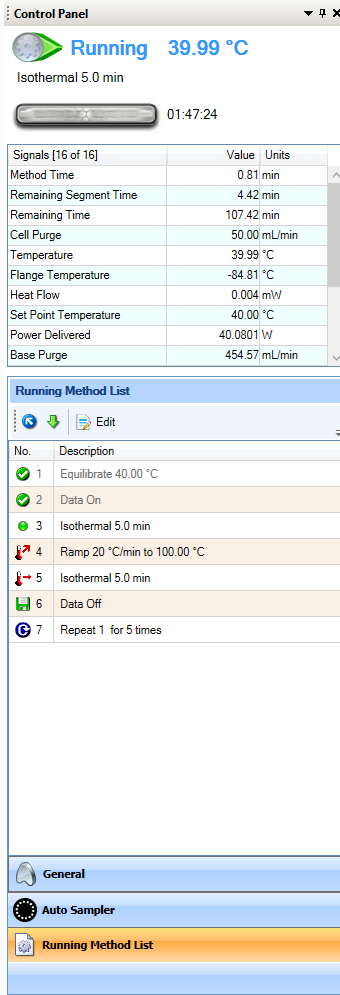 Control Panel
Running 39.99 °C
Isothermal 5.0 min
01:47:24
Signals [16 of 16] Value Units
Method Time 0.81 min
Remaining Segment Time 4.42 min
Remaining Time 107.42 min
Cell Purge 50.00 mL/min
Temperature 39.99 °C
Flange Temperature -84.81 °C
Heat Flow 0.004 mW
Set Point Temperature 40.00 °C
Power Delivered 40.0801 W
Base Purge 454.57 mL/min
Running Method List
Edit
No. Description
1 Equilibrate 40.00 °C
2 Data On
3 Isothermal 5.0 min
4 Ramp 20 °C/min to 100.00 °C
5 Isothermal 5.0 min
6 Data Off
7 Repeat 1 for 5 times
General
Auto Sampler
Running Method List